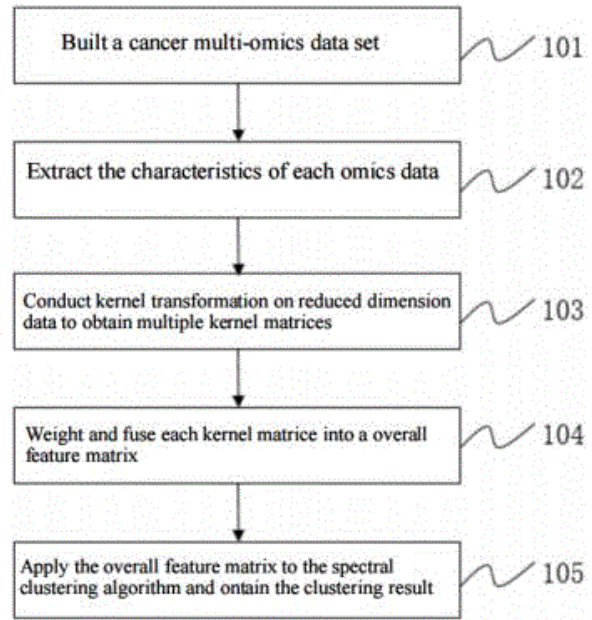 Built a cancer multi-omics data set
101
Extract the characteristics of each omics data
102
Conduct kernel transformation on reduced dimension
data to obtain multiple kernel matrices
103
Weight and fuse each kernel matrice into a overall
feature matrix
104
Apply the overall feature matrix to the spectral
clustering algorithm and ontain the clustering result
105